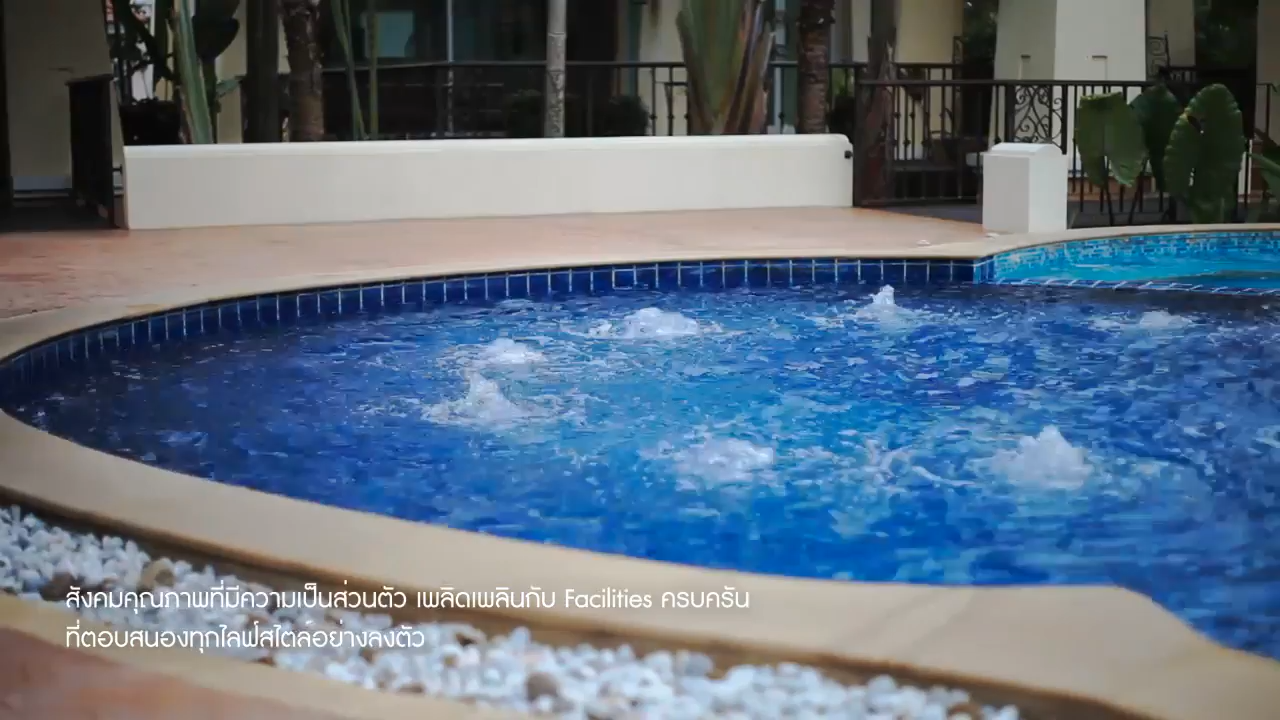 สังคมคุณภาพที่มีความเป็นส่วนตัว เพลิดเพลินกับ Facilities ครบครัน
ที่ตอบสนองทุกไลฟ์สไตล์อย่างลงตัว